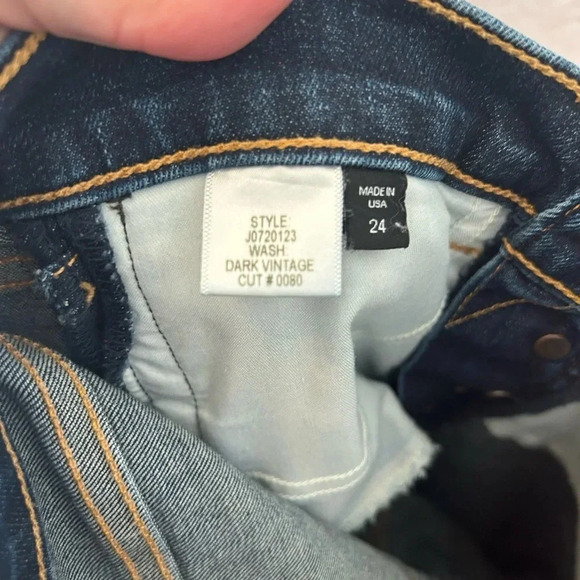 STYLE:
J0720123
WASH:
DARK VINTAGE
CUT # 0080
MADE IN
USA
24